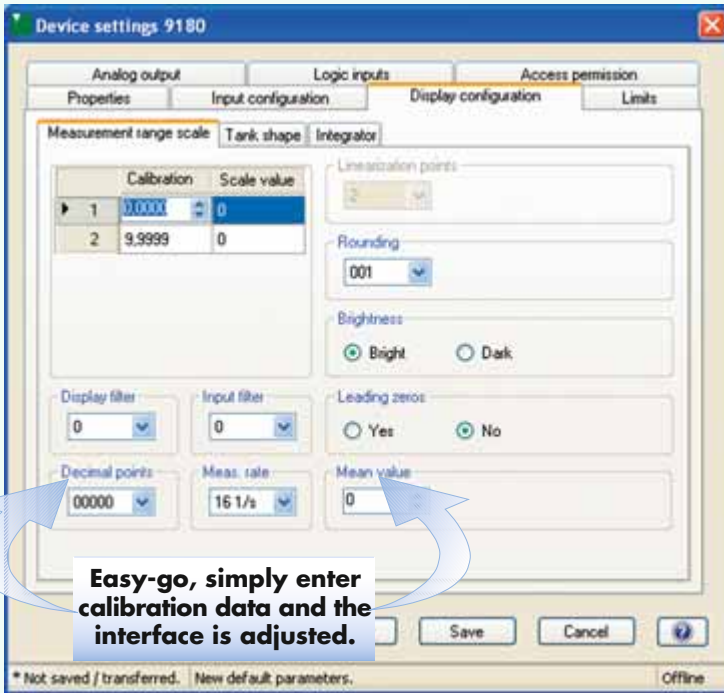 Device settings 9180
Analog output Logic inputs Access permission
Properties Input configuration Display configuration Limits
Measurement range scale Tank shape Integrator
Calibration Scale value
1 0,0000 0
2 9,9999 0
Linearization points
2
Rounding
001
Brightness
Bright Dark
Display filter Input filter Leading zeros
0 0 Yes No
Decimal points Meas. rate Mean value
00000 16 1/s 0
Easy-go, simply enter
calibration data and the
interface is adjusted.
Save Cancel ?
* Not saved / transferred. New default parameters. Offline